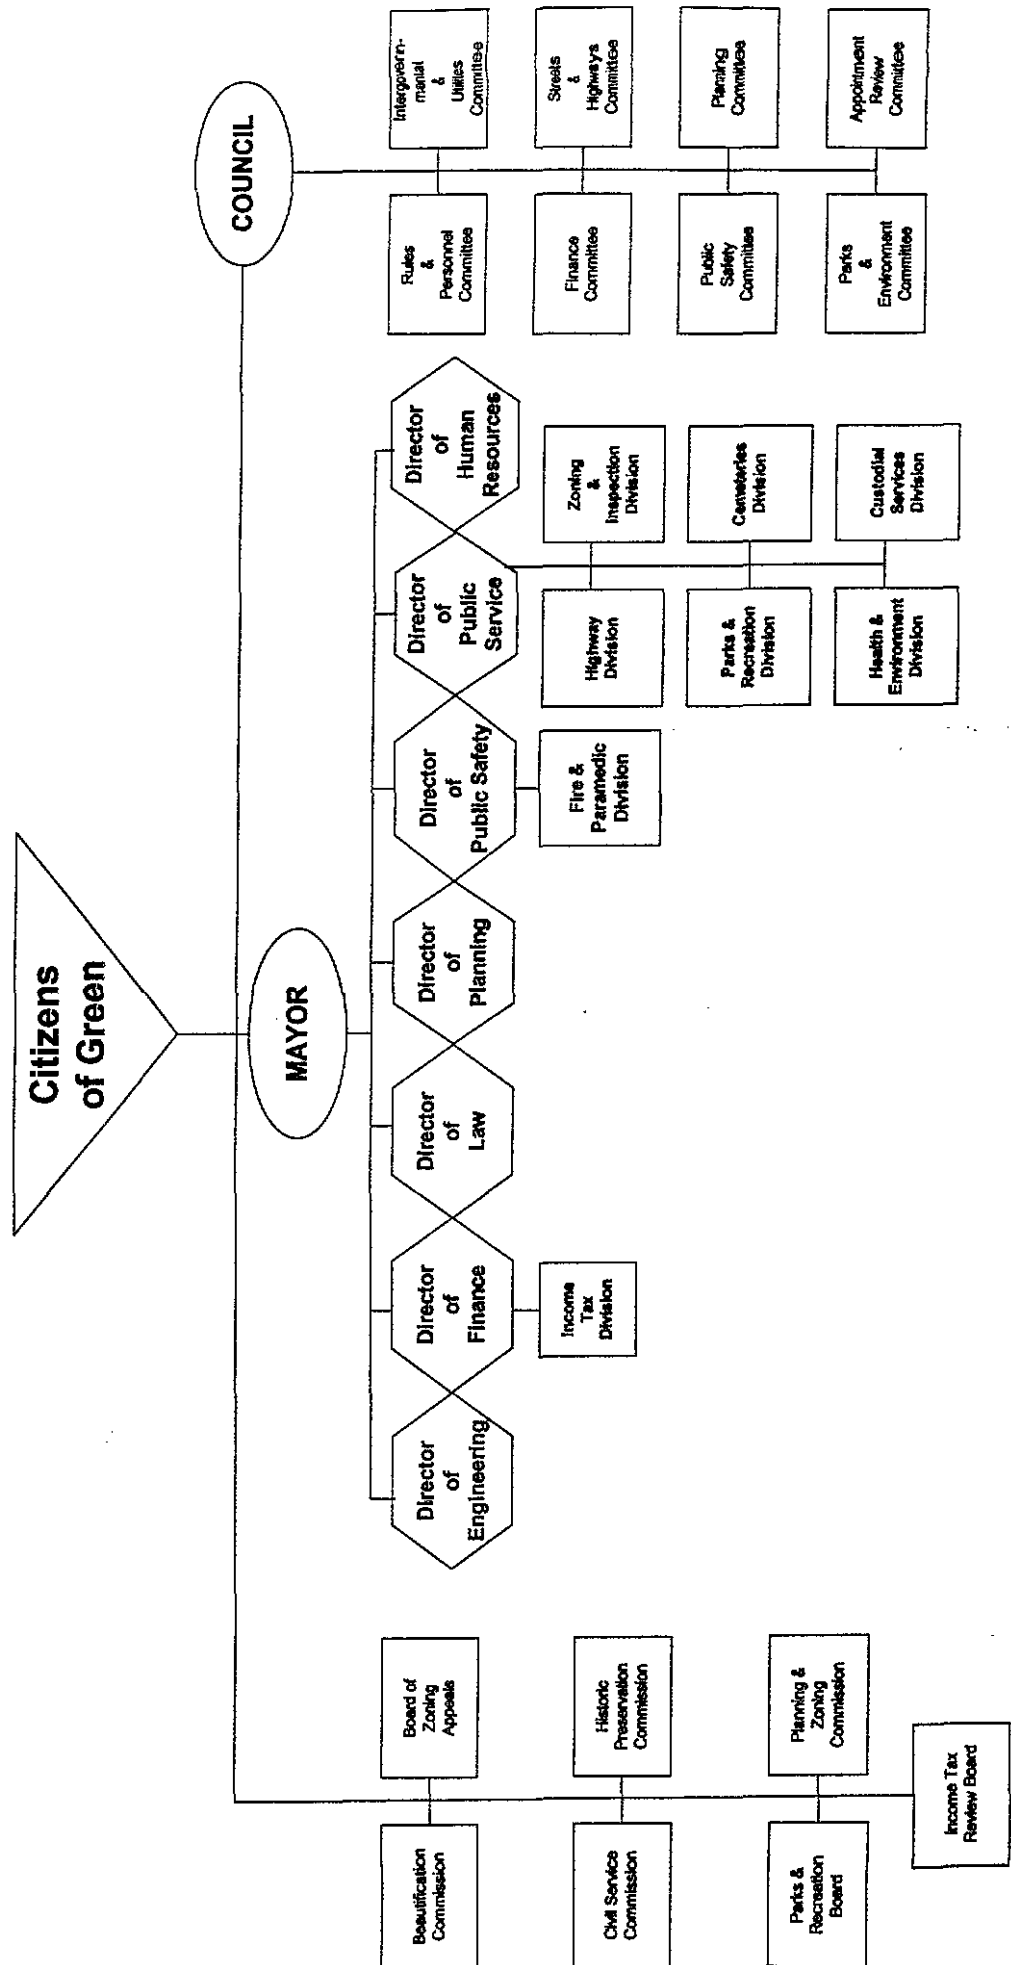 Citizens
of Green
MAYOR
COUNCIL
Director
of
Engineering
Director
of
Finance
Director
of
Law
Director
of
Planning
Director
of
Public Safety
Director
of
Public
Service
Director
of
Human
Resources
Income
Tax
Division
Fire &
Paramedic
Division
Highway
Division
Zoning
&
Inspection
Division
Parks &
Recreation
Division
Cemeteries
Division
Health &
Environment
Division
Custodial
Services
Division
Beautification
Commission
Board of
Zoning
Appeals
Civil Service
Commission
Historic
Preservation
Commission
Parks &
Recreation
Board
Planning &
Zoning
Commission
Income Tax
Review Board
Rules
&
Personnel
Committee
Intergovernn-
manial
&
Utilities
Committee
Finance
Committee
Streets
&
Highways
Committee
Public
Safety
Committee
Planning
Committee
Parks
&
Environment
Committee
Appointment
Review
Committee